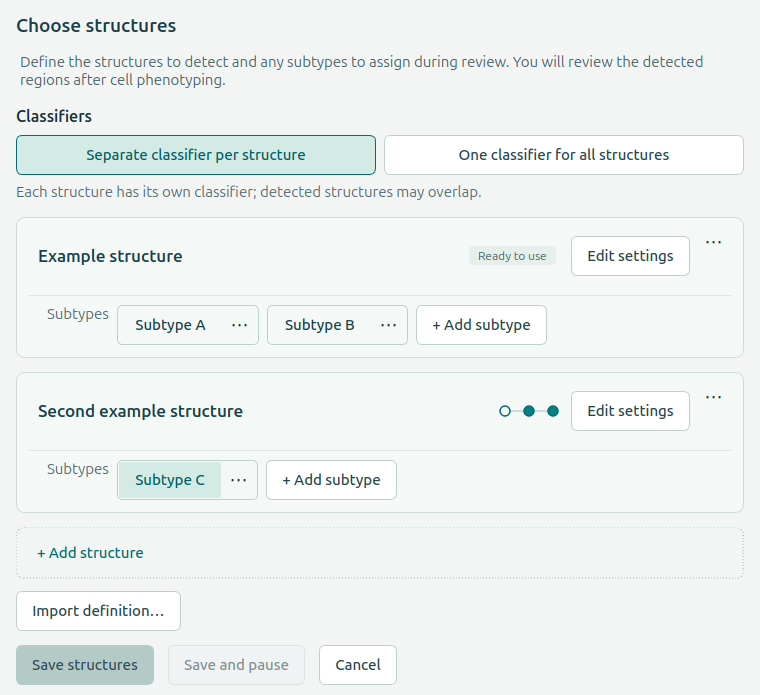 Choose structures
Define the structures to detect and any subtypes to assign during review. You will review the detected
regions after cell phenotyping.
Classifiers
Separate classifier per structure
One classifier for all structures
Each structure has its own classifier; detected structures may overlap.
Example structure
Ready to use
Edit settings
...
Subtypes
Subtype A
...
Subtype B
...
+ Add subtype
Second example structure
Edit settings
...
Subtypes
Subtype C
...
+ Add subtype
+ Add structure
Import definition...
Save structures
Save and pause
Cancel